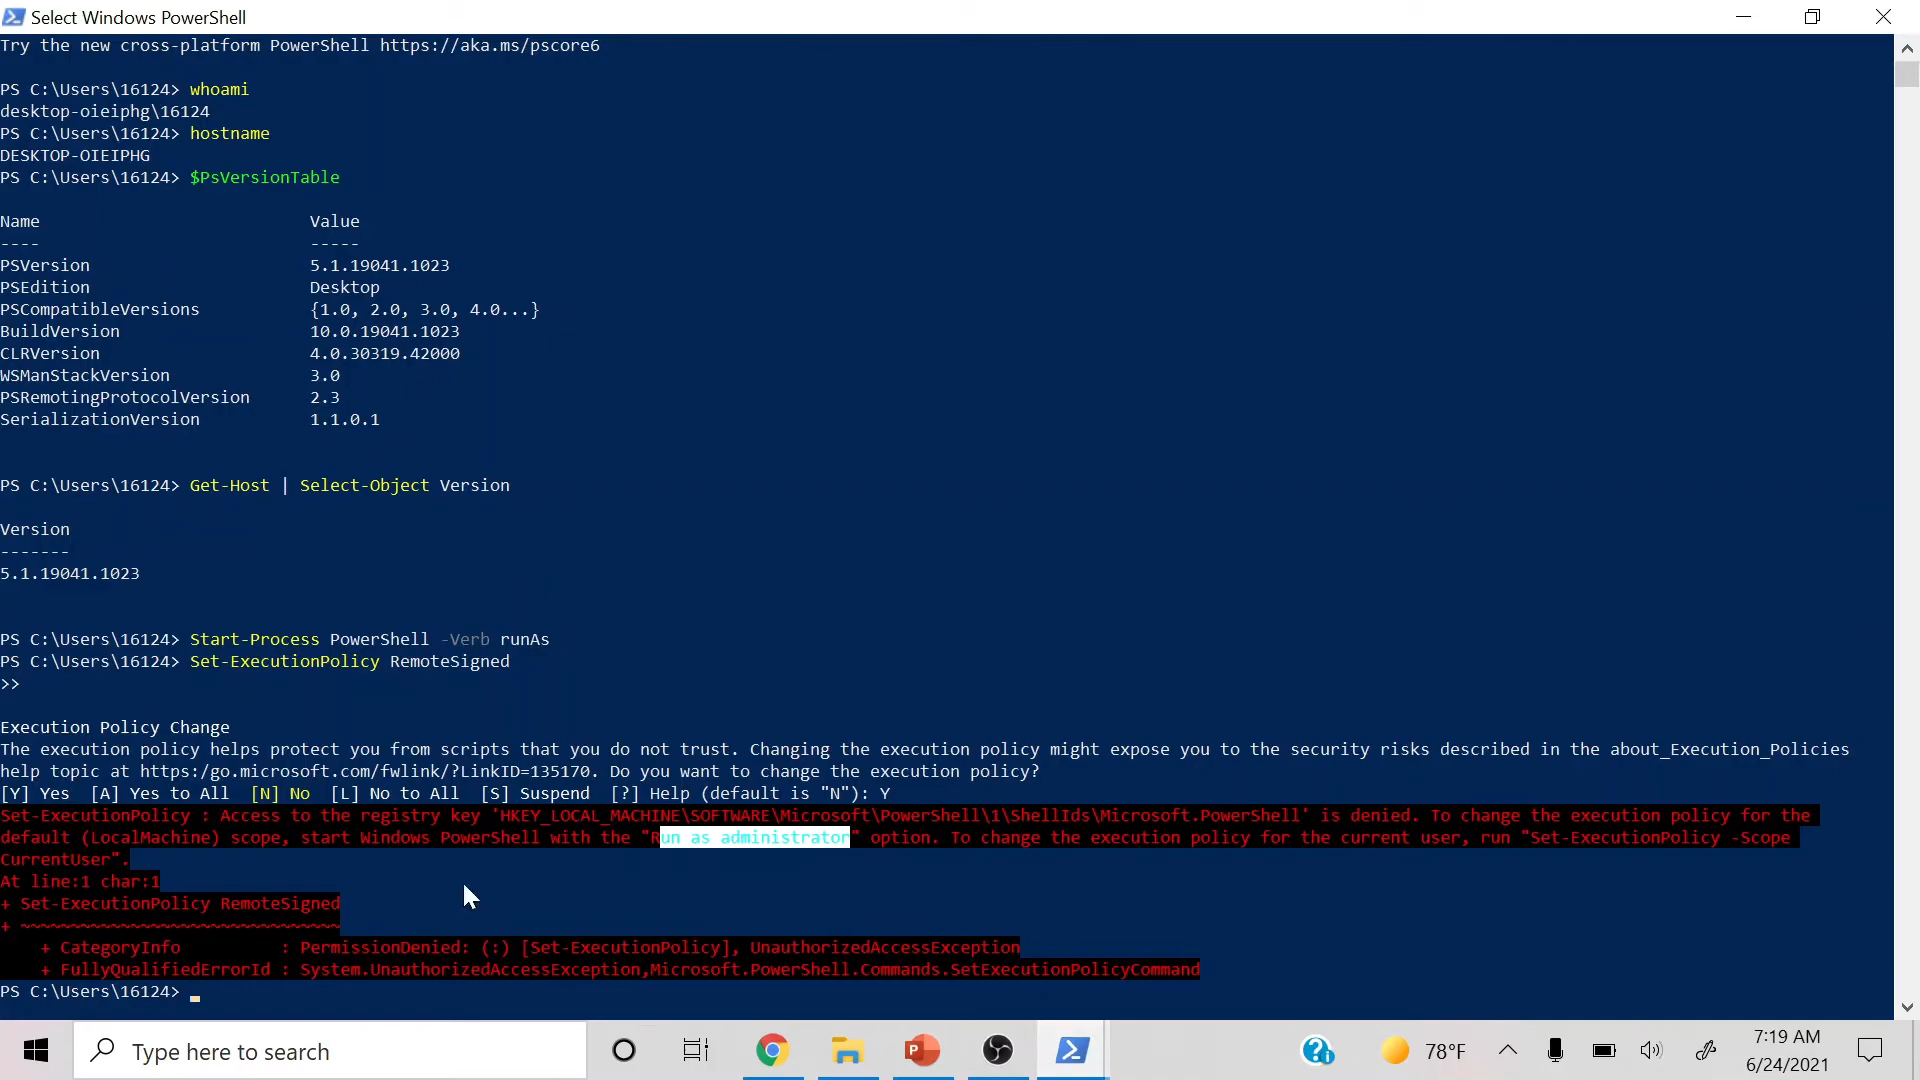 Select Windows PowerShell
Try the new cross-platform PowerShell https://aka.ms/pscore6
PS C:\Users\16124> whoami
desktop-oieiphg\16124
PS C:\Users\16124> hostname
DESKTOP-OIEIPHG
PS C:\Users\16124> $PsVersionTable
Name Value
---- -----
PSVersion 5.1.19041.1023
PSEdition Desktop
PSCompatibleVersions {1.0, 2.0, 3.0, 4.0...}
BuildVersion 10.0.19041.1023
CLRVersion 4.0.30319.42000
WSManStackVersion 3.0
PSRemotingProtocolVersion 2.3
SerializationVersion 1.1.0.1
PS C:\Users\16124> Get-Host | Select-Object Version
Version
-------
5.1.19041.1023
PS C:\Users\16124> Start-Process PowerShell -Verb runAs
PS C:\Users\16124> Set-ExecutionPolicy RemoteSigned
>>
Execution Policy Change
The execution policy helps protect you from scripts that you do not trust. Changing the execution policy might expose you to the security risks described in the about_Execution_Policies
help topic at https:/go.microsoft.com/fwlink/?LinkID=135170. Do you want to change the execution policy?
[Y] Yes [A] Yes to All [N] No [L] No to All [S] Suspend [?] Help (default is "N"): Y
Set-ExecutionPolicy : Access to the registry key 'HKEY_LOCAL_MACHINE\SOFTWARE\Microsoft\PowerShell\1\ShellIds\Microsoft.PowerShell' is denied. To change the execution policy for the
default (LocalMachine) scope, start Windows PowerShell with the "Run as administrator" option. To change the execution policy for the current user, run "Set-ExecutionPolicy -Scope
CurrentUser".
At line:1 char:1
+ Set-ExecutionPolicy RemoteSigned
+ ~~~~~~~~~~~~~~~~~~~~~~~~~~~~~~~~
+ CategoryInfo : PermissionDenied: (:) [Set-ExecutionPolicy], UnauthorizedAccessException
+ FullyQualifiedErrorId : System.UnauthorizedAccessException,Microsoft.PowerShell.Commands.SetExecutionPolicyCommand
PS C:\Users\16124>
Type here to search
78°F
7:19 AM
6/24/2021